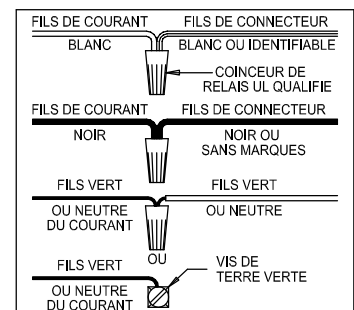 FILS DE COURANT FILS DE CONNECTEUR
BLANC BLANC OU IDENTIFIABLE
COINCEUR DE
RELAIS UL QUALIFIE
FILS DE COURANT FILS DE CONNECTEUR
NOIR NOIR OU
SANS MARQUES
FILS VERT FILS VERT
OU NEUTRE OU NEUTRE
DU COURANT
OU
FILS VERT VIS DE
TERRE VERTE
OU NEUTRE
DU COURANT